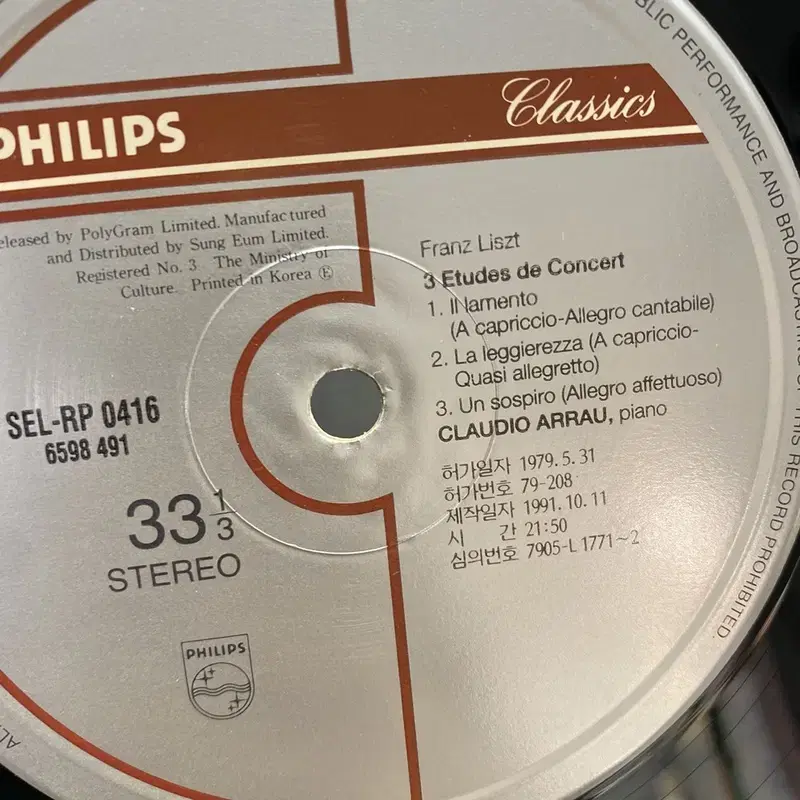 PHILIPS
Classics
eleased by PolyGram Limited. Manufactured
and Distributed by Sung Eum Limited.
Registered No. 3 The Ministry of
Culture. Printed in Korea Ⓔ
SEL-RP 0416
6598 491
33 1/3
STEREO
PHILIPS
Franz Liszt
3 Etudes de Concert
1. Il lamento
(A capriccio-Allegro cantabile)
2. La leggierezza (A capriccio-
Quasi allegretto)
3. Un sospiro (Allegro affettuoso)
CLAUDIO ARRAU, piano
허가일자 1979.5.31
허가번호 79-208
제작일자 1991.10.11
시 간 21:50
심의번호 7905-L 1771~2
BLIC PERFORMANCE AND BROADCASTING OF THIS RECORD PROHIBITED.
AL